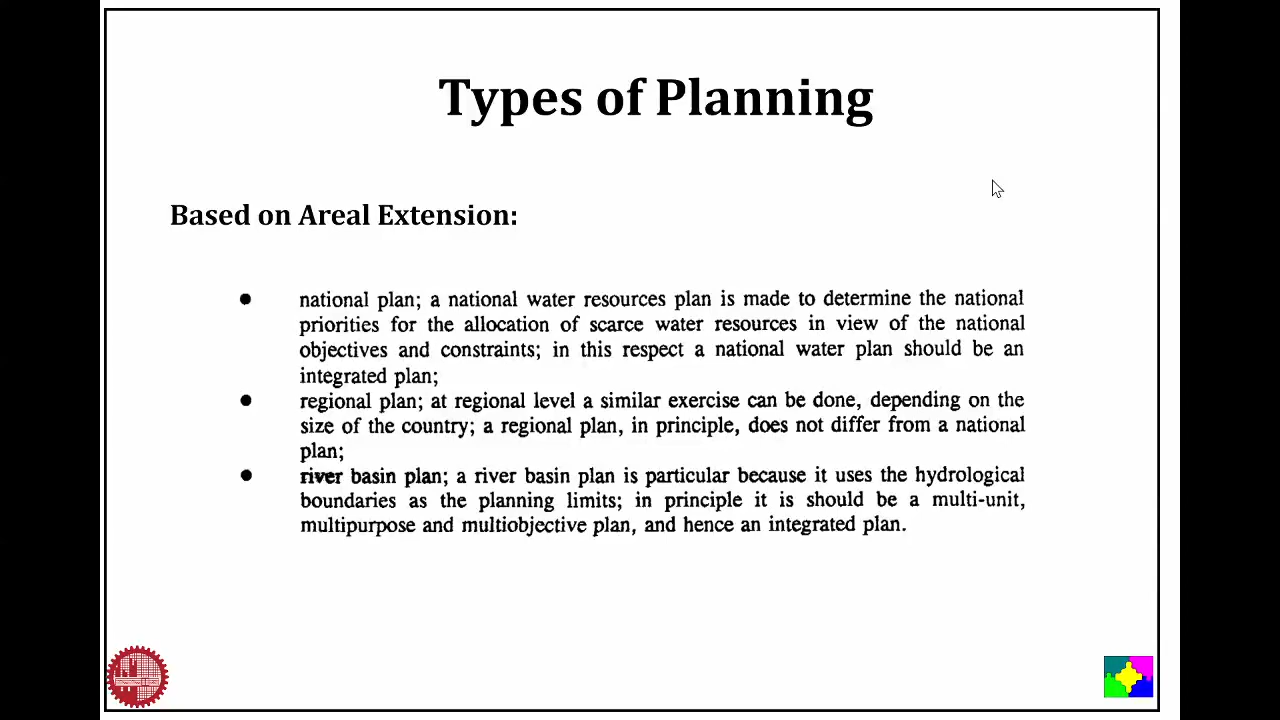 Types of Planning
Based on Areal Extension:
● national plan; a national water resources plan is made to determine the national
priorities for the allocation of scarce water resources in view of the national
objectives and constraints; in this respect a national water plan should be an
integrated plan;
● regional plan; at regional level a similar exercise can be done, depending on the
size of the country; a regional plan, in principle, does not differ from a national
plan;
● river basin plan; a river basin plan is particular because it uses the hydrological
boundaries as the planning limits; in principle it is should be a multi-unit,
multipurpose and multiobjective plan, and hence an integrated plan.